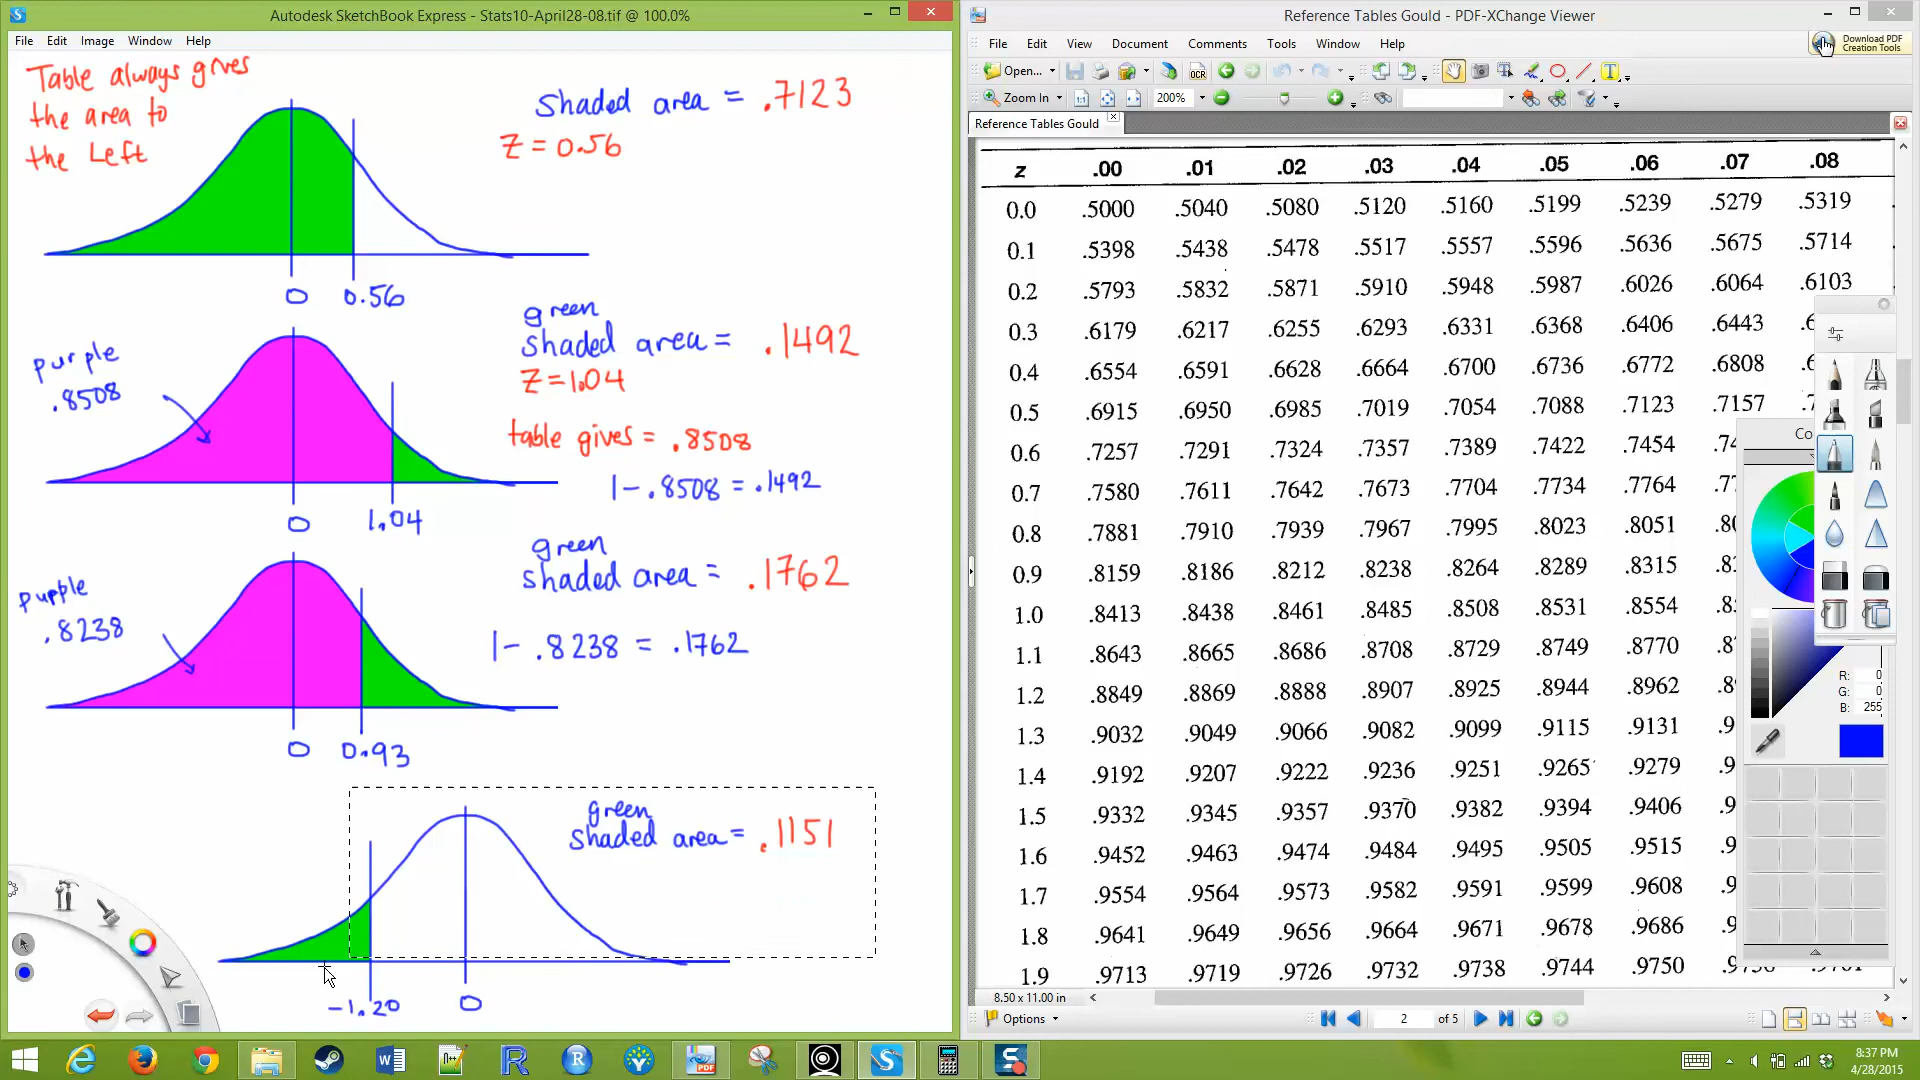 Autodesk SketchBook Express - Stats10-April28-08.tif @ 100.0%
File Edit Image Window Help
Table always gives
the area to
the Left
Shaded area = .7123
Z = 0.56
0 0.56
purple
.8508
green
shaded area = .1492
Z = 1.04
table gives = .8508
1 - .8508 = .1492
0 1.04
purple
.8238
green
shaded area = .1762
1 - .8238 = .1762
0 0.93
green
shaded area = .1151
-1.20 0
Reference Tables Gould - PDF-XChange Viewer
File Edit View Document Comments Tools Window Help
Download PDF
Creation Tools
Open...
OCR
Zoom In 200%
Reference Tables Gould
z .00 .01 .02 .03 .04 .05 .06 .07 .08
0.0 .5000 .5040 .5080 .5120 .5160 .5199 .5239 .5279 .5319
0.1 .5398 .5438 .5478 .5517 .5557 .5596 .5636 .5675 .5714
0.2 .5793 .5832 .5871 .5910 .5948 .5987 .6026 .6064 .6103
0.3 .6179 .6217 .6255 .6293 .6331 .6368 .6406 .6443
0.4 .6554 .6591 .6628 .6664 .6700 .6736 .6772 .6808
0.5 .6915 .6950 .6985 .7019 .7054 .7088 .7123 .7157
0.6 .7257 .7291 .7324 .7357 .7389 .7422 .7454
0.7 .7580 .7611 .7642 .7673 .7704 .7734 .7764
0.8 .7881 .7910 .7939 .7967 .7995 .8023 .8051
0.9 .8159 .8186 .8212 .8238 .8264 .8289 .8315
1.0 .8413 .8438 .8461 .8485 .8508 .8531 .8554
1.1 .8643 .8665 .8686 .8708 .8729 .8749 .8770
1.2 .8849 .8869 .8888 .8907 .8925 .8944 .8962
1.3 .9032 .9049 .9066 .9082 .9099 .9115 .9131
1.4 .9192 .9207 .9222 .9236 .9251 .9265 .9279
1.5 .9332 .9345 .9357 .9370 .9382 .9394 .9406
1.6 .9452 .9463 .9474 .9484 .9495 .9505 .9515
1.7 .9554 .9564 .9573 .9582 .9591 .9599 .9608
1.8 .9641 .9649 .9656 .9664 .9671 .9678 .9686
1.9 .9713 .9719 .9726 .9732 .9738 .9744 .9750
Co
R: 0
G: 0
B: 255
8.50 x 11.00 in
Options 2 of 5
8:37 PM
4/28/2015